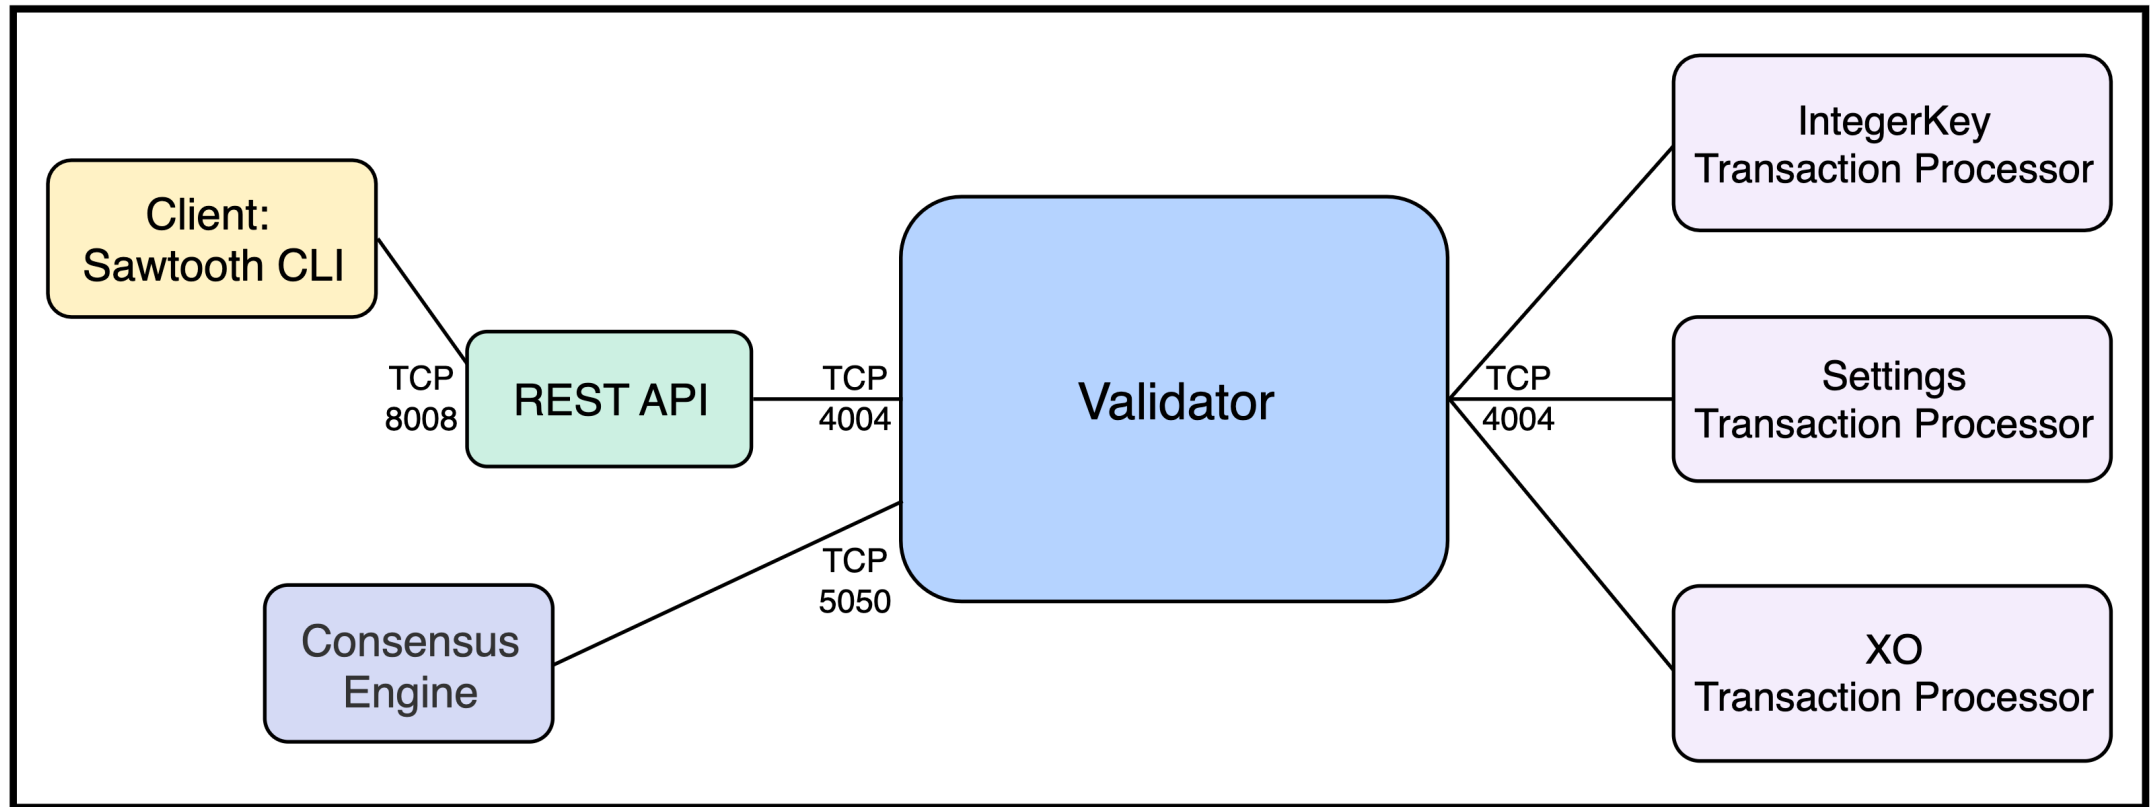 Client:
Sawtooth CLI
TCP
8008
REST API
TCP
4004
Consensus
Engine
TCP
5050
Validator
TCP
4004
IntegerKey
Transaction Processor
Settings
Transaction Processor
XO
Transaction Processor